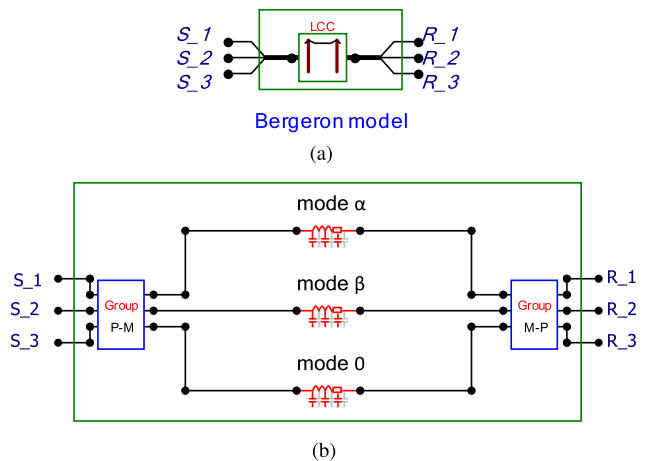 LCC
S_1 R_1
S_2 R_2
S_3 R_3
Bergeron model
(a)
mode α
S_1 R_1
mode β
Group Group
S_2 R_2
P-M M-P
S_3 R_3
mode 0
(b)